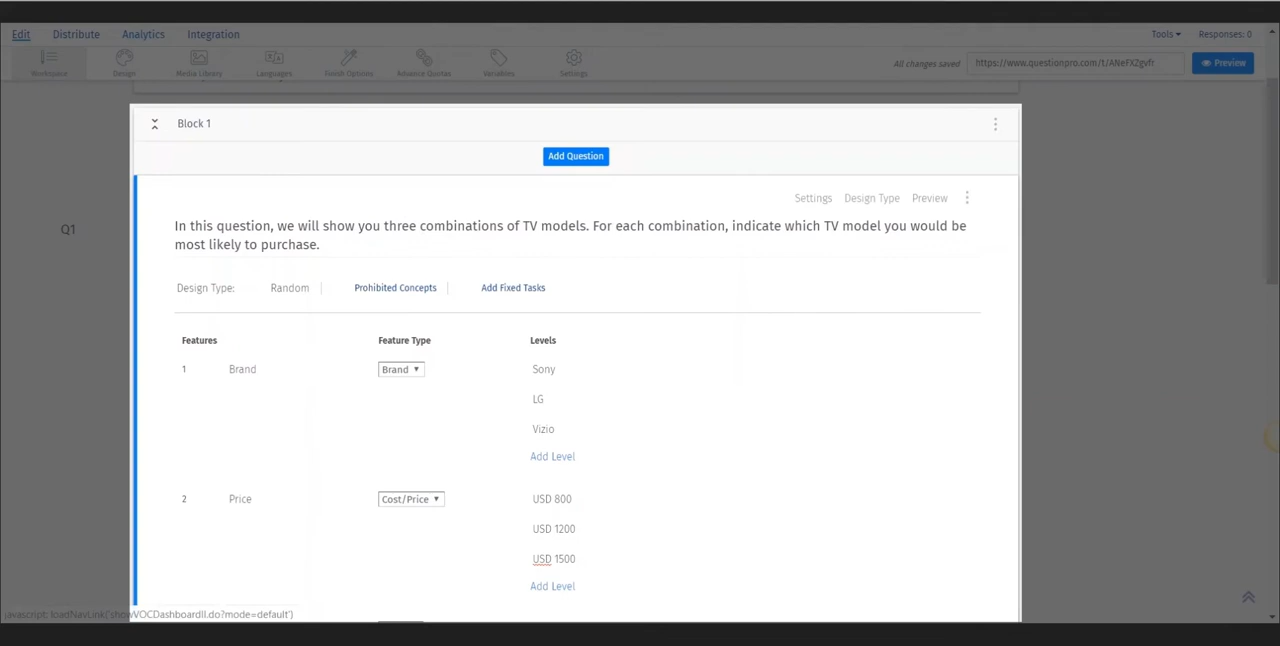 Edit Distribute Analytics Integration Tools Responses: 0
Workspace Design Media Library Languages Finish Options Advance Quotas Variables Settings All changes saved https://www.questionpro.com/t/ANeFXZgvfr Preview
Block 1
Add Question
Settings Design Type Preview
Q1
In this question, we will show you three combinations of TV models. For each combination, indicate which TV model you would be
most likely to purchase.
Design Type: Random Prohibited Concepts Add Fixed Tasks
Features Feature Type Levels
1 Brand Brand Sony
LG
Vizio
Add Level
2 Price Cost/Price USD 800
USD 1200
USD 1500
Add Level
javascript: loadNavLink('showVOCDashboardII.do?mode=default')